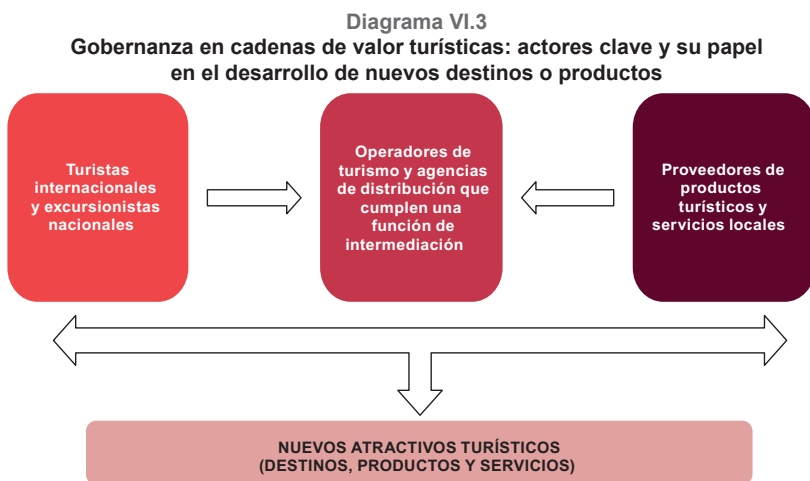 Diagrama VI.3
Gobernanza en cadenas de valor turísticas: actores clave y su papel
en el desarrollo de nuevos destinos o productos
Turistas
internacionales
y excursionistas
nacionales
Operadores de
turismo y agencias
de distribución que
cumplen una
función de
intermediación
Proveedores de
productos
turísticos y
servicios locales
NUEVOS ATRACTIVOS TURÍSTICOS
(DESTINOS, PRODUCTOS Y SERVICIOS)